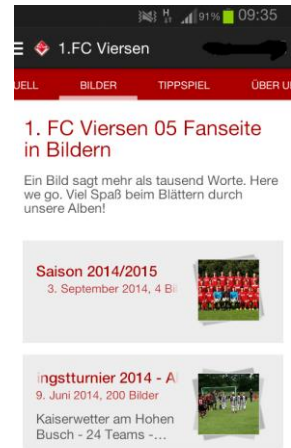 91% 09:35
1.FC Viersen
UELL BILDER TIPPSPIEL ÜBER U
1. FC Viersen 05 Fanseite
in Bildern
Ein Bild sagt mehr als tausend Worte. Here
we go. Viel Spaß beim Blättern durch
unsere Alben!
Saison 2014/2015
3. September 2014, 4 Bil
ingstturnier 2014 - A
9. Juni 2014, 200 Bilder
Kaiserwetter am Hohen
Busch - 24 Teams -...